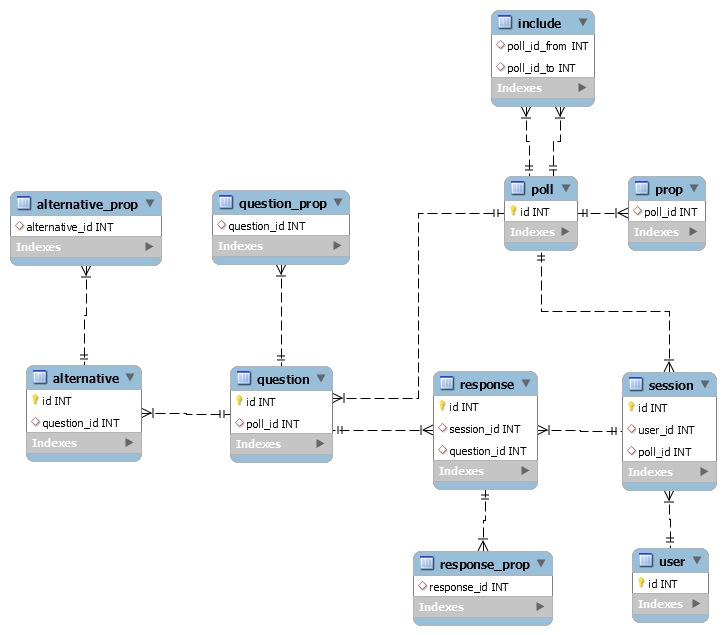 include
poll_id_from INT
poll_id_to INT
Indexes
poll
id INT
Indexes
prop
poll_id INT
Indexes
alternative_prop
alternative_id INT
Indexes
question_prop
question_id INT
Indexes
alternative
id INT
question_id INT
Indexes
question
id INT
poll_id INT
Indexes
response
id INT
session_id INT
question_id INT
Indexes
session
id INT
user_id INT
poll_id INT
Indexes
response_prop
response_id INT
Indexes
user
id INT
Indexes